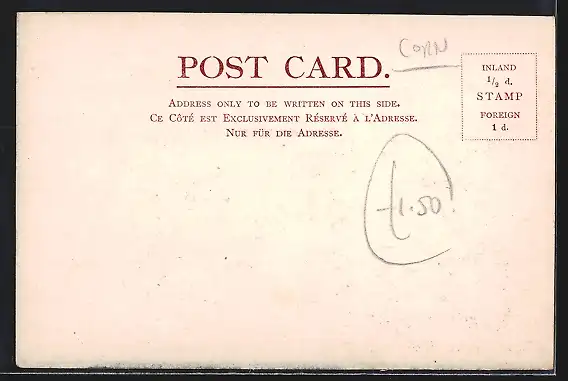 CORN
POST CARD.
ADDRESS ONLY TO BE WRITTEN ON THIS SIDE.
CE CÔTÉ EST EXCLUSIVEMENT RÉSERVÉ À L'ADRESSE.
NUR FÜR DIE ADRESSE.
INLAND
1/2 d.
STAMP
FOREIGN
1 d.
£1.50